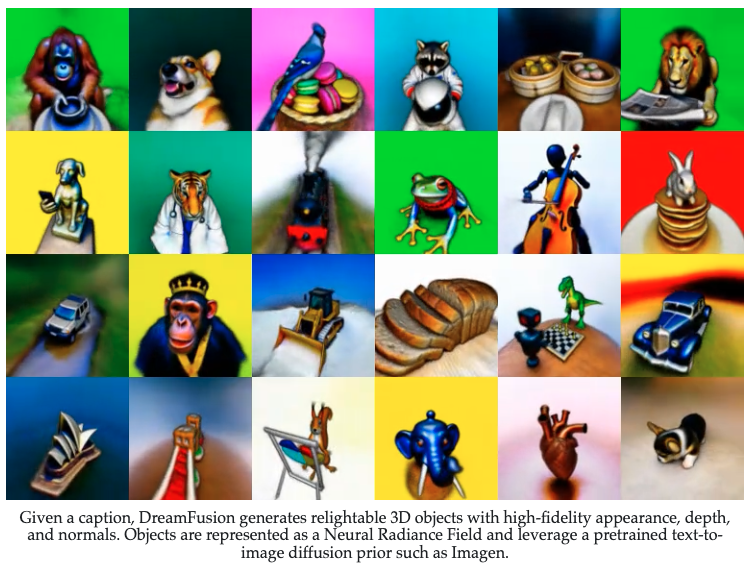 Given a caption, DreamFusion generates relightable 3D objects with high-fidelity appearance, depth,
and normals. Objects are represented as a Neural Radiance Field and leverage a pretrained text-to-
image diffusion prior such as Imagen.